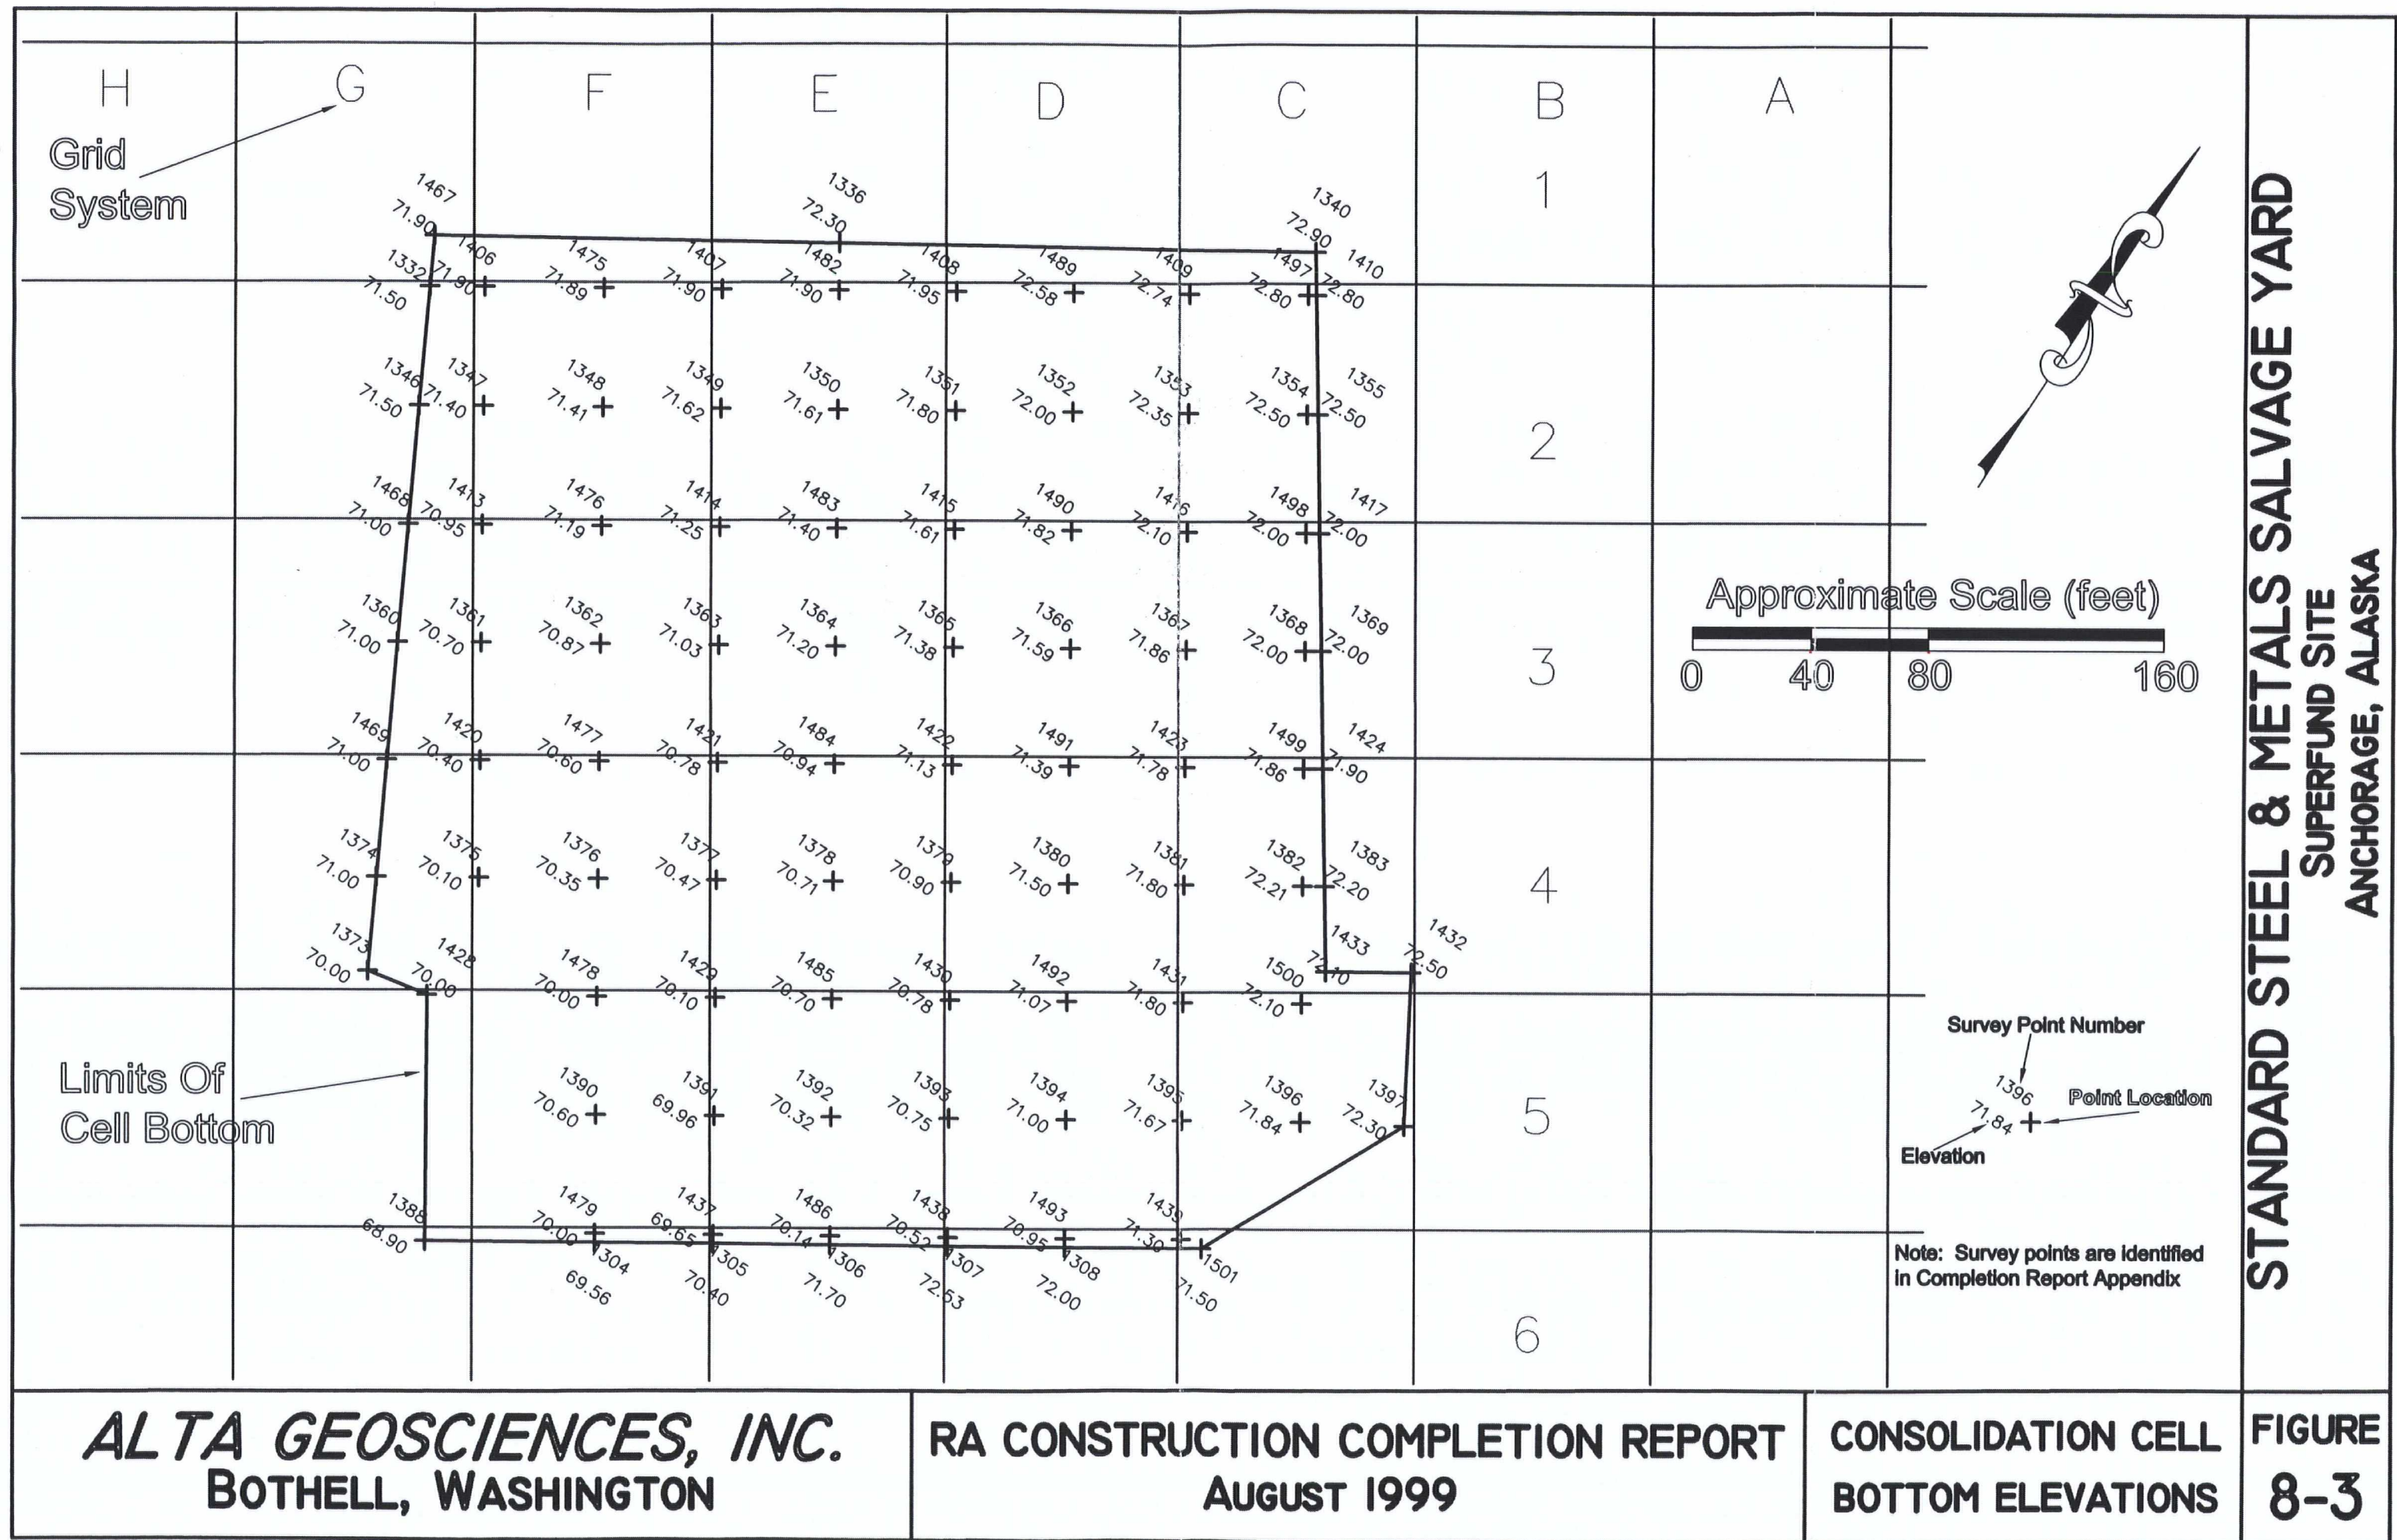 H G F E D C B A
Grid
System
1
1467 1336 1340
71.90 72.30 72.90
1332 1406 1475 1407 1482 1408 1489 1409 1497 1410
71.50 71.90 71.89 71.90 71.90 71.95 72.58 72.74 72.80 72.80
1346 1347 1348 1349 1350 1351 1352 1353 1354 1355
71.50 71.40 71.41 71.62 71.61 71.80 72.00 72.35 72.50 72.50
2
1468 1413 1476 1414 1483 1415 1490 1416 1498 1417
71.00 70.95 71.19 71.25 71.40 71.61 71.82 72.10 72.00 72.00
1360 1361 1362 1363 1364 1365 1366 1367 1368 1369
71.00 70.70 70.87 71.03 71.20 71.38 71.59 71.86 72.00 72.00
3
Approximate Scale (feet)
0 40 80 160
1469 1420 1477 1421 1484 1422 1491 1423 1499 1424
71.00 70.40 70.60 70.78 70.94 71.13 71.39 71.78 71.86 71.90
1374 1375 1376 1377 1378 1379 1380 1381 1382 1383
71.00 70.10 70.35 70.47 70.71 70.90 71.50 71.80 72.21 72.20
4
1373 1428 1478 1429 1485 1430 1492 1431 1500 1433 1432
70.00 70.00 70.00 70.10 70.70 70.78 71.07 71.80 72.10 72.10 72.50
Limits Of
Cell Bottom
1390 1391 1392 1393 1394 1395 1396 1397
70.60 69.96 70.32 70.75 71.00 71.67 71.84 72.30
5
1388 1479 1437 1486 1438 1493 1439
68.90 70.00 69.65 70.14 70.52 70.95 71.30
1304 1305 1306 1307 1308 1501
69.56 70.40 71.70 72.53 72.00 71.50
6
Survey Point Number
1396
71.84
Point Location
Elevation
Note: Survey points are identified
in Completion Report Appendix
STANDARD STEEL & METALS SALVAGE YARD
SUPERFUND SITE
ANCHORAGE, ALASKA
ALTA GEOSCIENCES, INC.
BOTHELL, WASHINGTON
RA CONSTRUCTION COMPLETION REPORT
AUGUST 1999
CONSOLIDATION CELL
BOTTOM ELEVATIONS
FIGURE
8-3